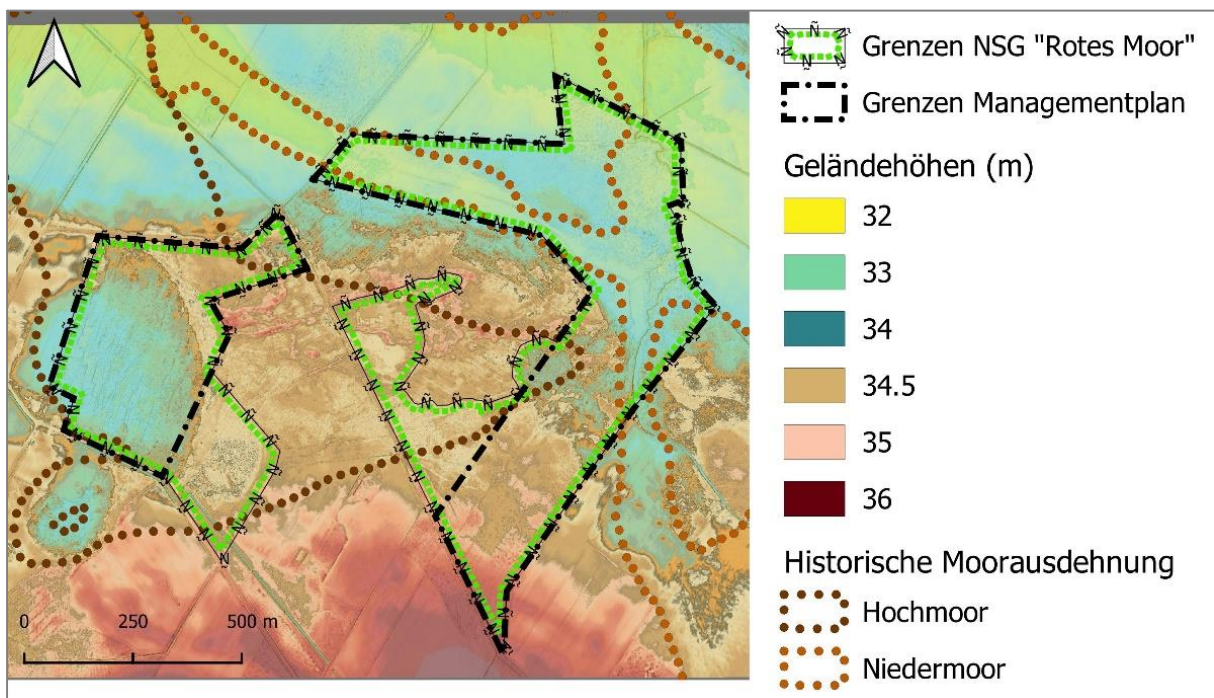 Grenzen NSG "Rotes Moor"
Grenzen Managementplan
Geländehöhen (m)
32
33
34
34.5
35
36
Historische Moorausdehnung
Hochmoor
Niedermoor
0 250 500 m